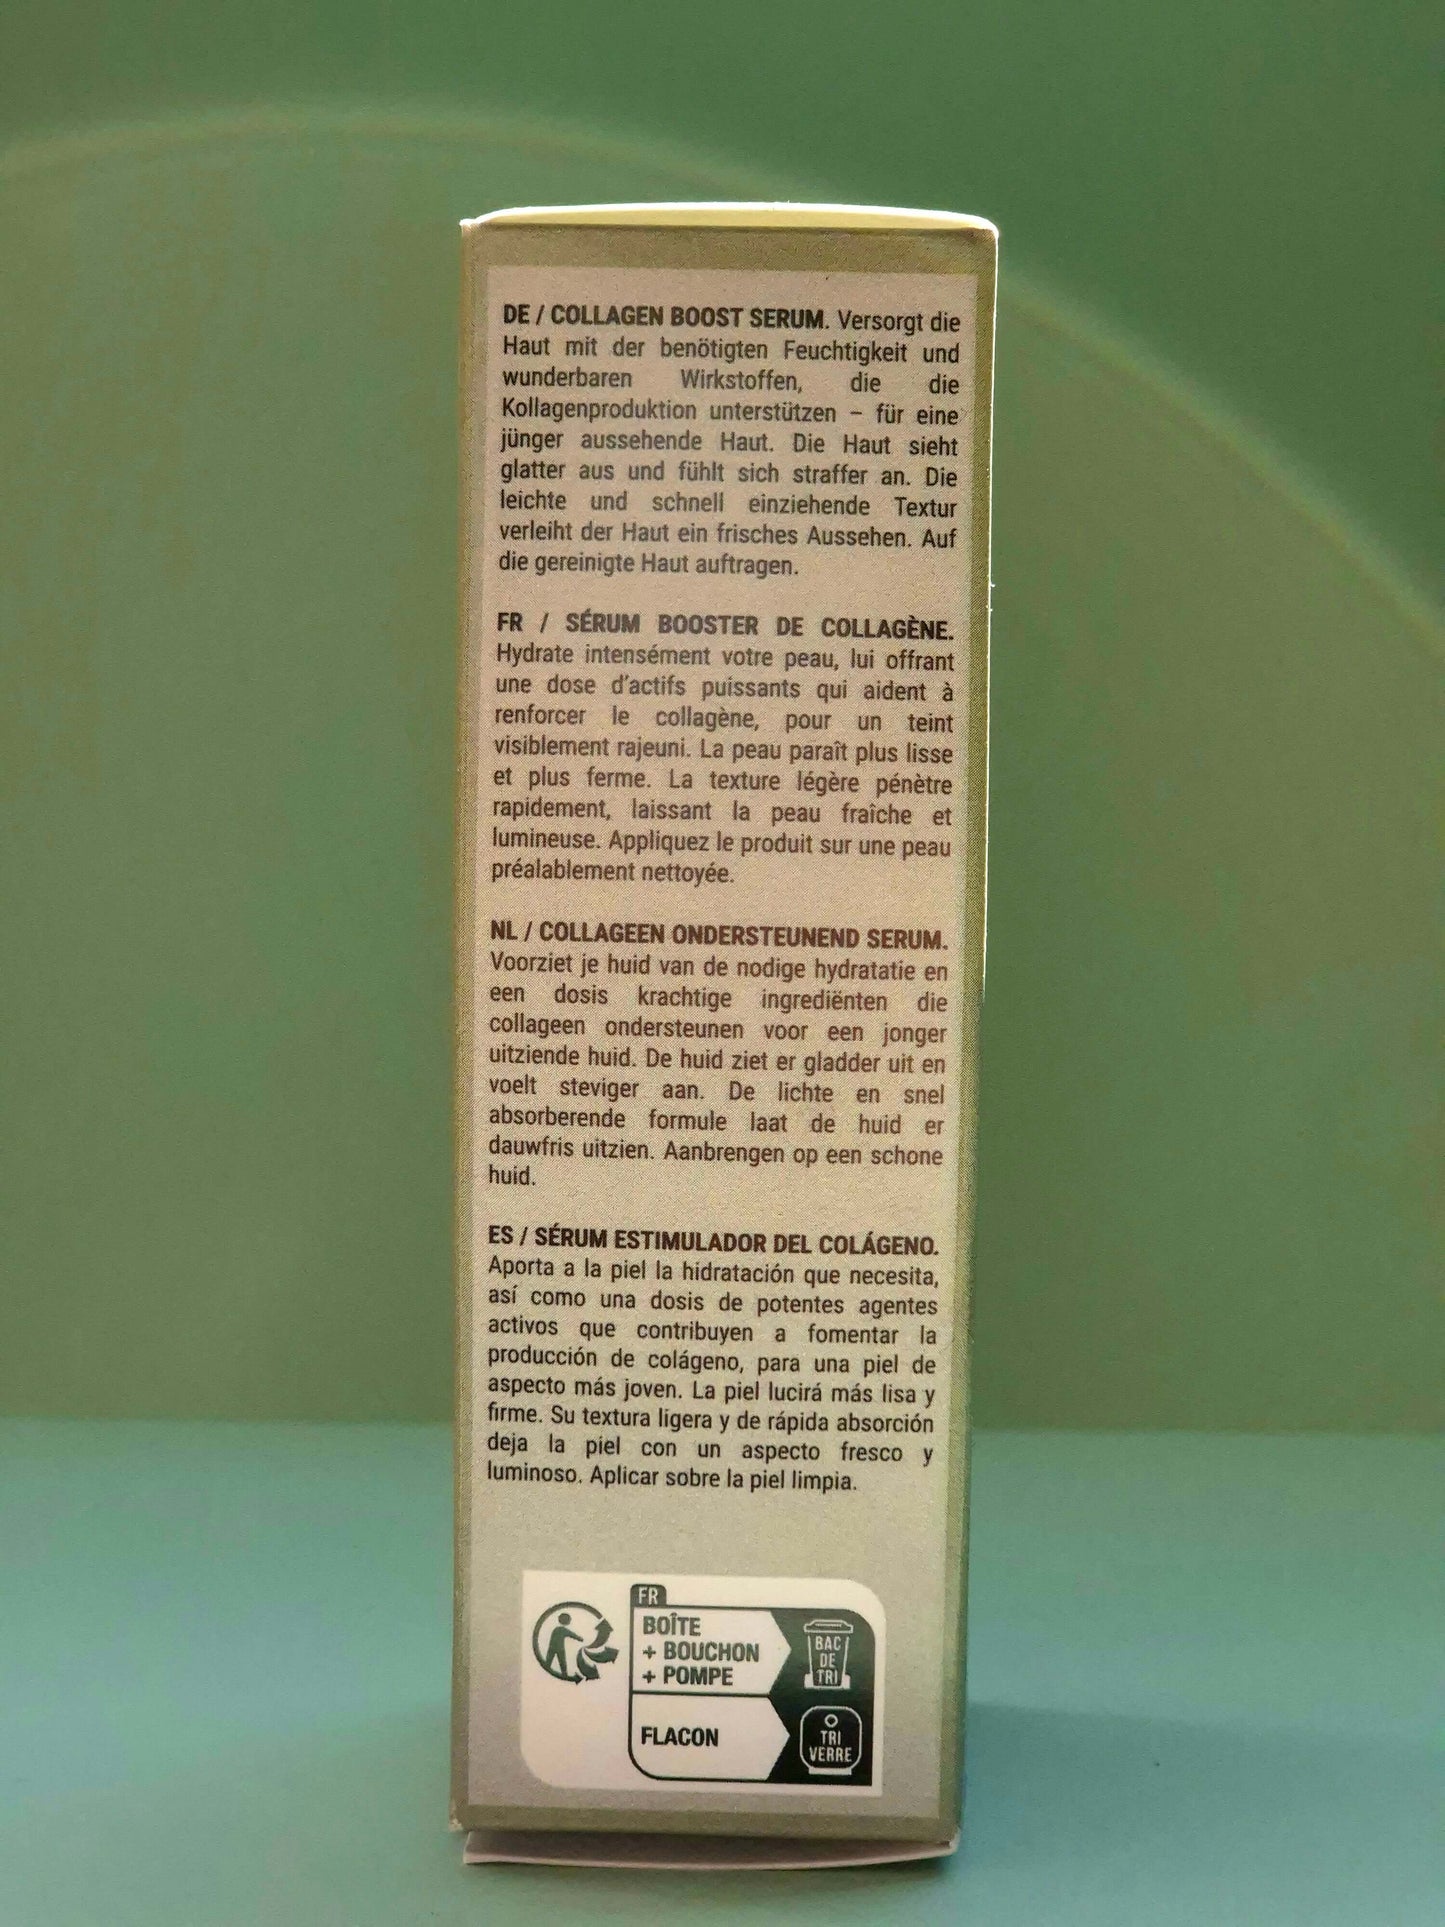 DE / COLLAGEN BOOST SERUM. Versorgt die
Haut mit der benötigten Feuchtigkeit und
wunderbaren Wirkstoffen, die die
Kollagenproduktion unterstützen – für eine
jünger aussehende Haut. Die Haut sieht
glatter aus und fühlt sich straffer an. Die
leichte und schnell einziehende Textur
verleiht der Haut ein frisches Aussehen. Auf
die gereinigte Haut auftragen.
FR / SÉRUM BOOSTER DE COLLAGÈNE.
Hydrate intensément votre peau, lui offrant
une dose d'actifs puissants qui aident à
renforcer le collagène, pour un teint
visiblement rajeuni. La peau paraît plus lisse
et plus ferme. La texture légère pénètre
rapidement, laissant la peau fraîche et
lumineuse. Appliquez le produit sur une peau
préalablement nettoyée.
NL / COLLAGEEN ONDERSTEUNEND SERUM.
Voorziet je huid van de nodige hydratatie en
een dosis krachtige ingrediënten die
collageen ondersteunen voor een jonger
uitziende huid. De huid ziet er gladder uit en
voelt steviger aan. De lichte en snel
absorberende formule laat de huid er
dauwfris uitzien. Aanbrengen op een schone
huid.
ES / SÉRUM ESTIMULADOR DEL COLÁGENO.
Aporta a la piel la hidratación que necesita,
así como una dosis de potentes agentes
activos que contribuyen a fomentar la
producción de colágeno, para una piel de
aspecto más joven. La piel lucirá más lisa y
firme. Su textura ligera y de rápida absorción
deja la piel con un aspecto fresco y
luminoso. Aplicar sobre la piel limpia.
FR
BOÎTE
+ BOUCHON
+ POMPE
BAC
DE
TRI
FLACON
TRI
VERRE